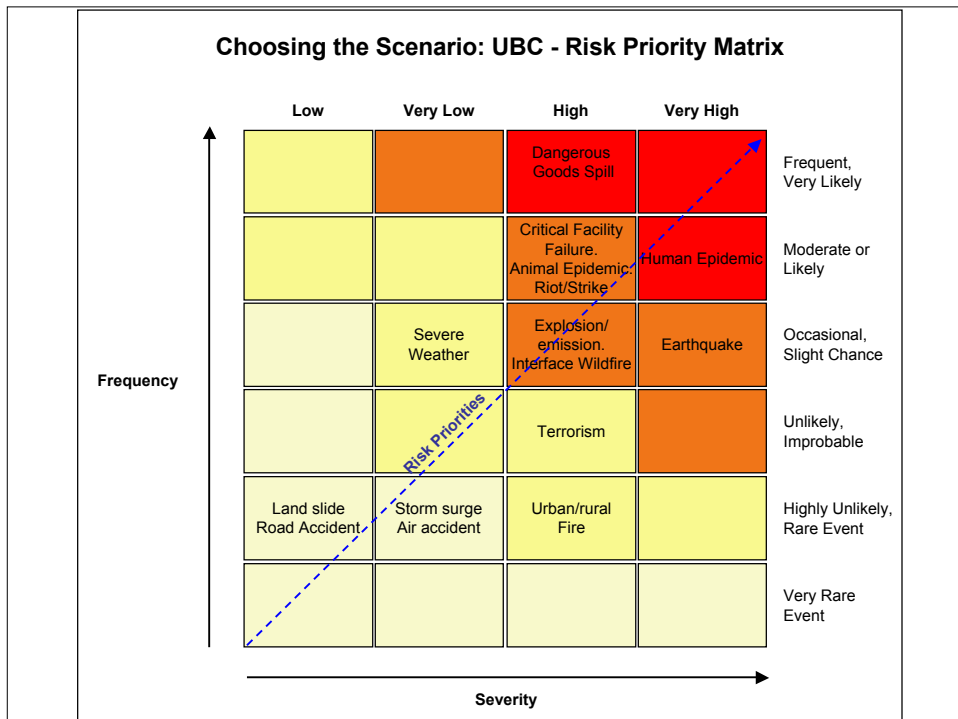 Choosing the Scenario: UBC - Risk Priority Matrix
Low
Very Low
High
Very High
Dangerous
Goods Spill
Frequent,
Very Likely
Critical Facility
Failure.
Animal Epidemic.
Riot/Strike
Human Epidemic
Moderate or
Likely
Severe
Weather
Explosion/
emission.
Interface Wildfire
Earthquake
Occasional,
Slight Chance
Frequency
Risk Priorities
Terrorism
Unlikely,
Improbable
Land slide
Road Accident
Storm surge
Air accident
Urban/rural
Fire
Highly Unlikely,
Rare Event
Very Rare
Event
Severity